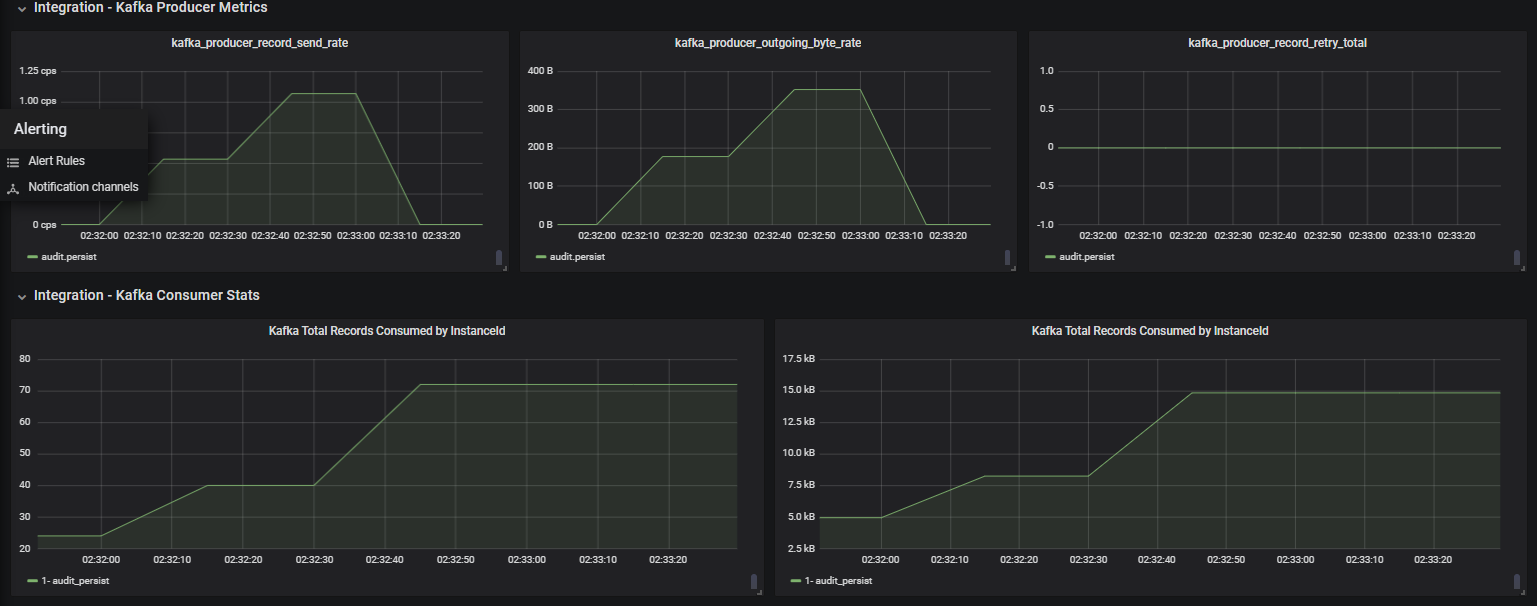 Integration - Kafka Producer Metrics
kafka_producer_record_send_rate
1.25 cps
1.00 cps
0 cps
02:32:00 02:32:10 02:32:20 02:32:30 02:32:40 02:32:50 02:33:00 02:33:10 02:33:20
audit.persist
Alerting
Alert Rules
Notification channels
kafka_producer_outgoing_byte_rate
400 B
300 B
200 B
100 B
0 B
02:32:00 02:32:10 02:32:20 02:32:30 02:32:40 02:32:50 02:33:00 02:33:10 02:33:20
audit.persist
kafka_producer_record_retry_total
1.0
0.5
0
-0.5
-1.0
02:32:00 02:32:10 02:32:20 02:32:30 02:32:40 02:32:50 02:33:00 02:33:10 02:33:20
audit.persist
Integration - Kafka Consumer Stats
Kafka Total Records Consumed by InstanceId
80
70
60
50
40
30
20
02:32:00 02:32:10 02:32:20 02:32:30 02:32:40 02:32:50 02:33:00 02:33:10 02:33:20
1- audit_persist
Kafka Total Records Consumed by InstanceId
17.5 kB
15.0 kB
12.5 kB
10.0 kB
7.5 kB
5.0 kB
2.5 kB
02:32:00 02:32:10 02:32:20 02:32:30 02:32:40 02:32:50 02:33:00 02:33:10 02:33:20
1- audit_persist